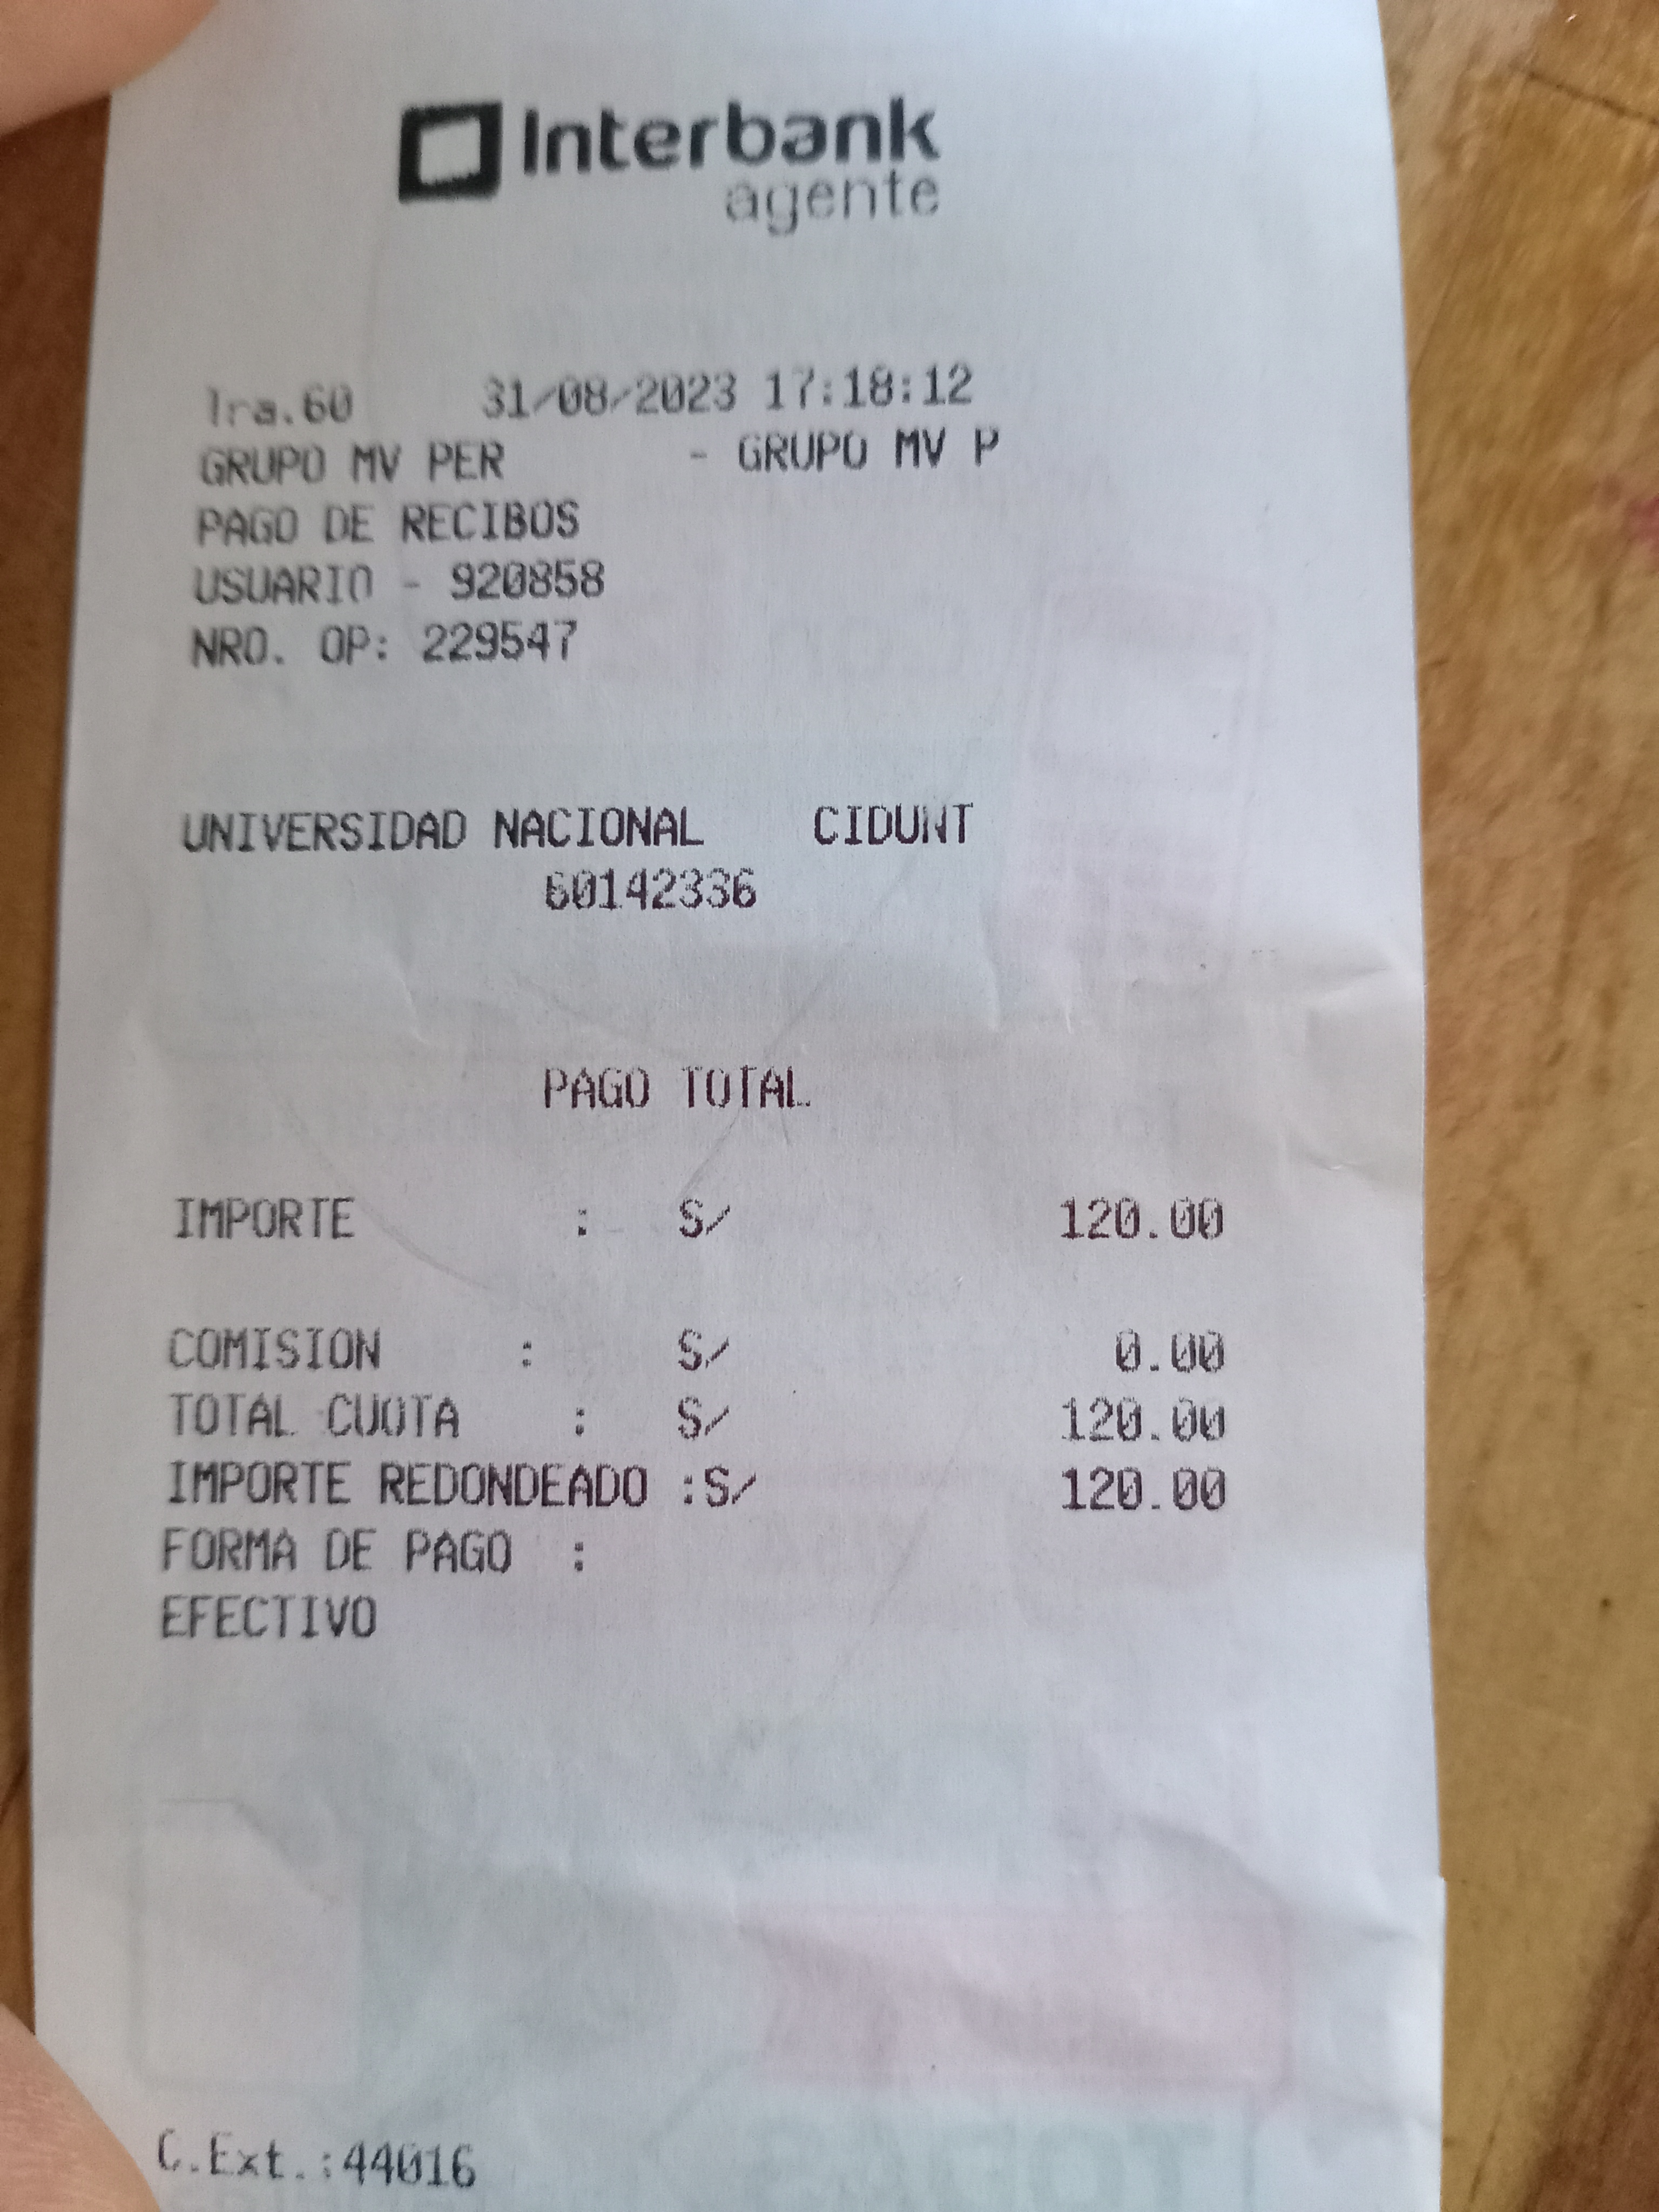 Interbank
agente
Tra.60 31/08/2023 17:18:12
GRUPO MV PER - GRUPO MV P
PAGO DE RECIBOS
USUARIO - 920858
NRO. OP: 229547
UNIVERSIDAD NACIONAL CIDUNT
60142336
PAGO TOTAL
IMPORTE : S/ 120.00
COMISION : S/ 0.00
TOTAL CUOTA : S/ 120.00
IMPORTE REDONDEADO :S/ 120.00
FORMA DE PAGO :
EFECTIVO
C.Ext.:44016